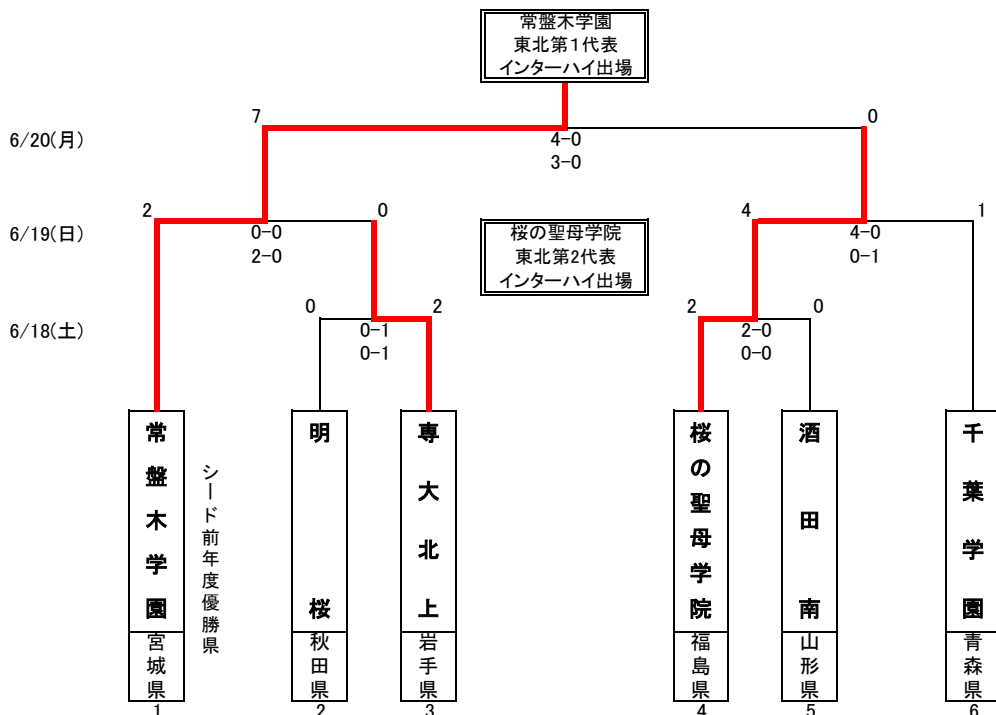 常盤木学園
東北第1代表
インターハイ出場
7
0
6/20(月)
4-0
3-0
2
0
4
1
6/19(日)
0-0
2-0
桜の聖母学院
東北第2代表
インターハイ出場
4-0
0-1
0
2
2
0
6/18(土)
0-1
0-1
2-0
0-0
常盤木学園
宮城県
1
シード前年度優勝県
明桜
秋田県
2
専大北上
岩手県
3
桜の聖母学院
福島県
4
酒田南
山形県
5
千葉学園
青森県
6